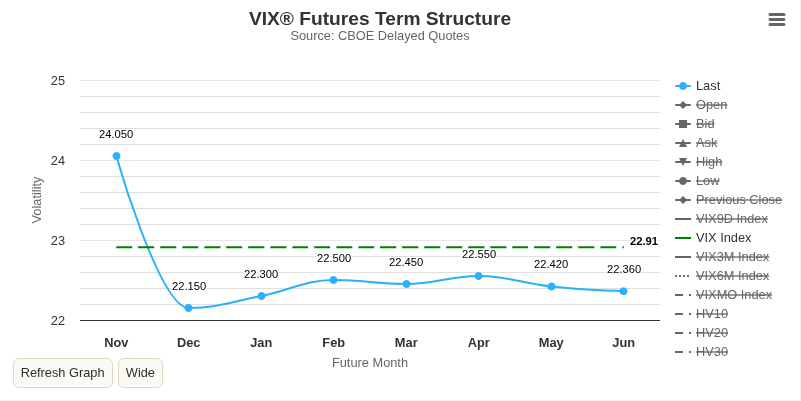 VIX® Futures Term Structure
Source: CBOE Delayed Quotes
Volatility
25
24
23
22
24.050
22.150
22.300
22.500
22.450
22.550
22.420
22.360
22.91
Nov
Dec
Jan
Feb
Mar
Apr
May
Jun
Future Month
Last
Open
Bid
Ask
High
Low
Previous Close
VIX9D Index
VIX Index
VIX3M Index
VIX6M Index
VIXMO Index
HV10
HV20
HV30
Refresh Graph
Wide